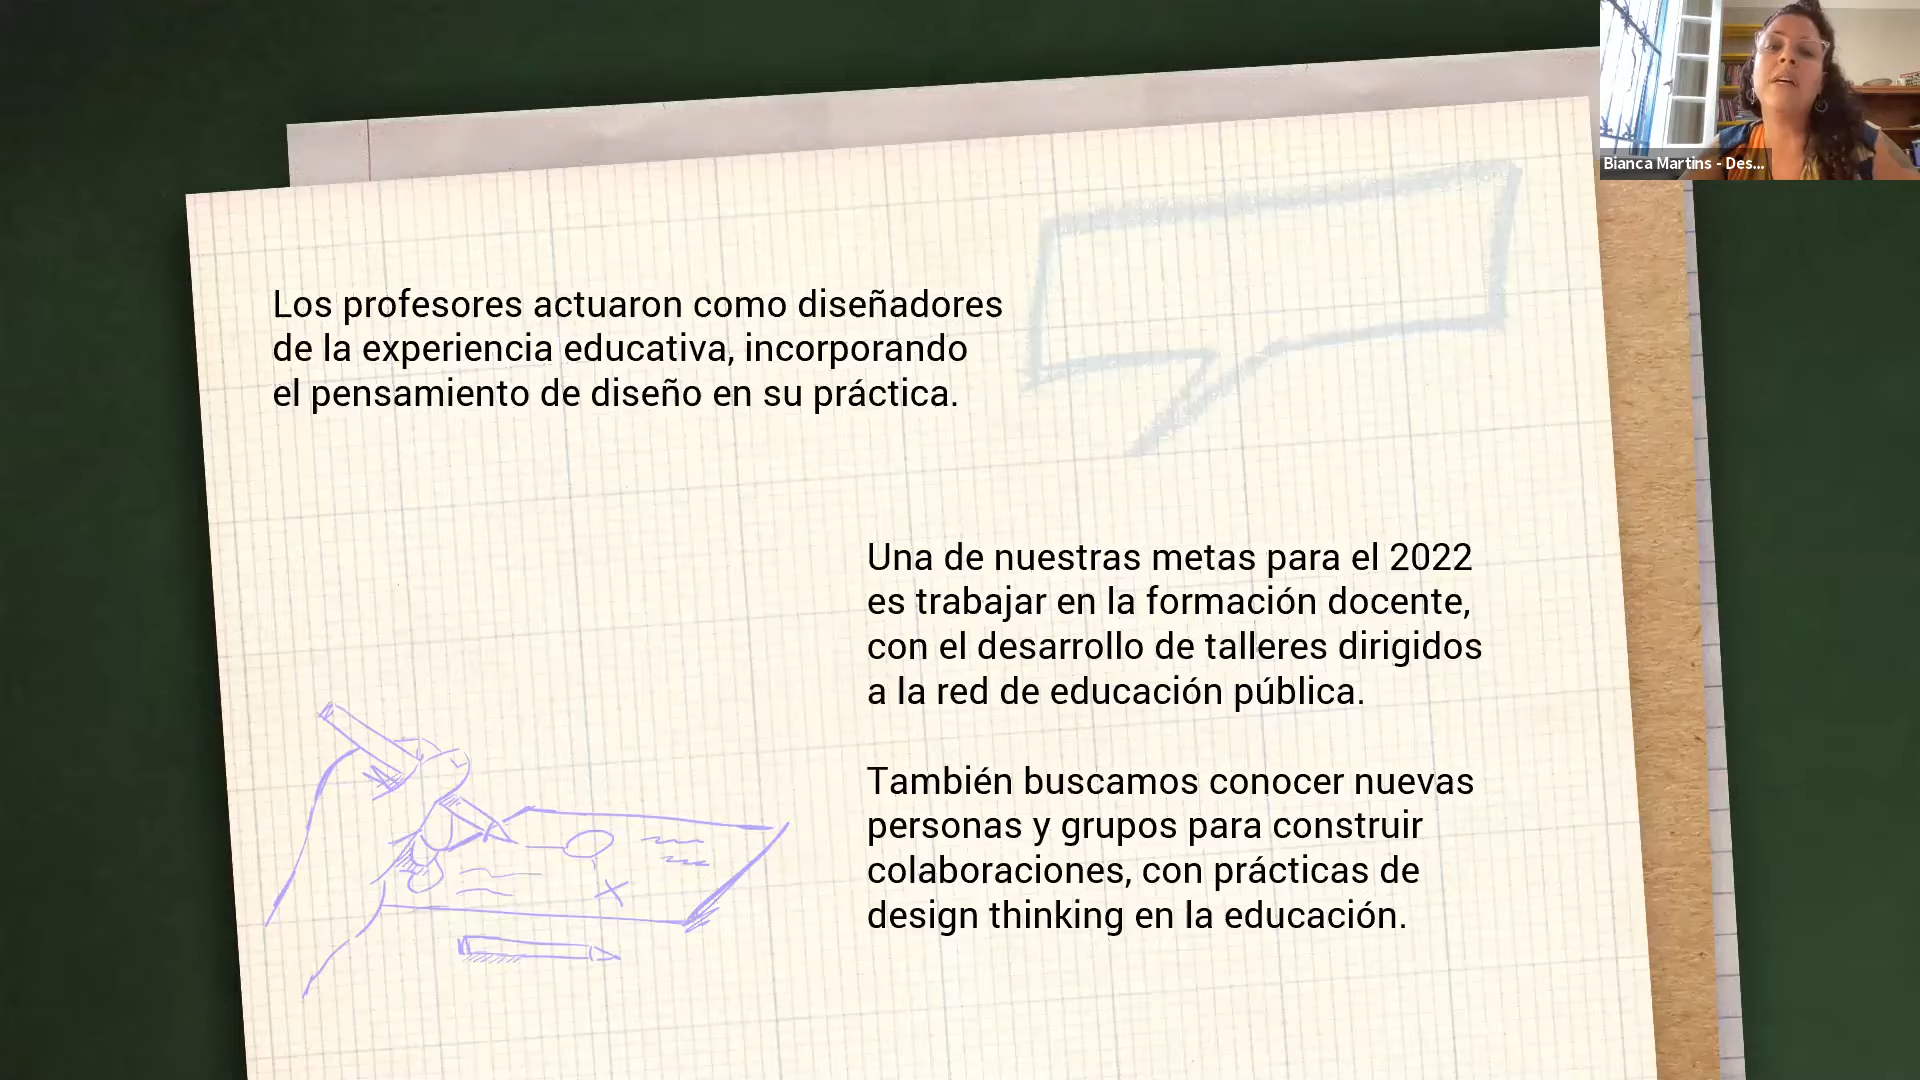 Bianca Martins - Des...
Los profesores actuaron como diseñadores
de la experiencia educativa, incorporando
el pensamiento de diseño en su práctica.
Una de nuestras metas para el 2022
es trabajar en la formación docente,
con el desarrollo de talleres dirigidos
a la red de educación pública.
También buscamos conocer nuevas
personas y grupos para construir
colaboraciones, con prácticas de
design thinking en la educación.